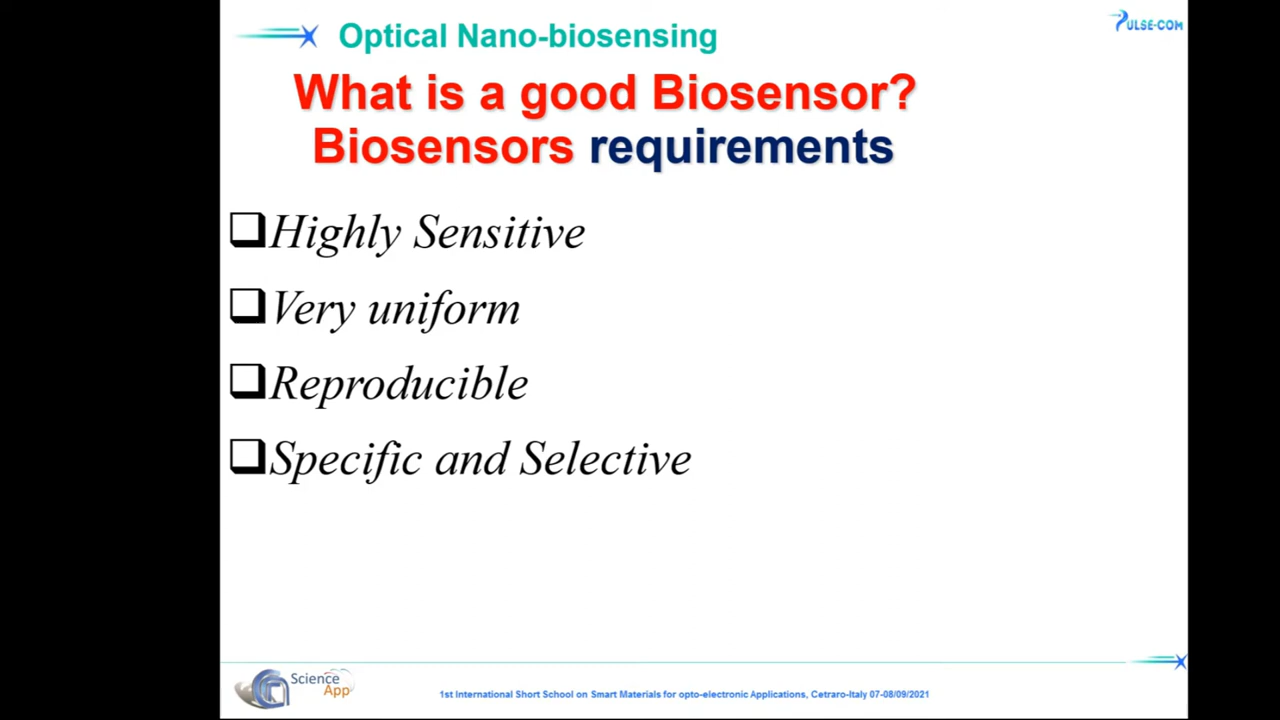 Optical Nano-biosensing
PULSE-COM
What is a good Biosensor?
Biosensors requirements
Highly Sensitive
Very uniform
Reproducible
Specific and Selective
Science
App
1st International Short School on Smart Materials for opto-electronic Applications, Cetraro-Italy 07-08/09/2021